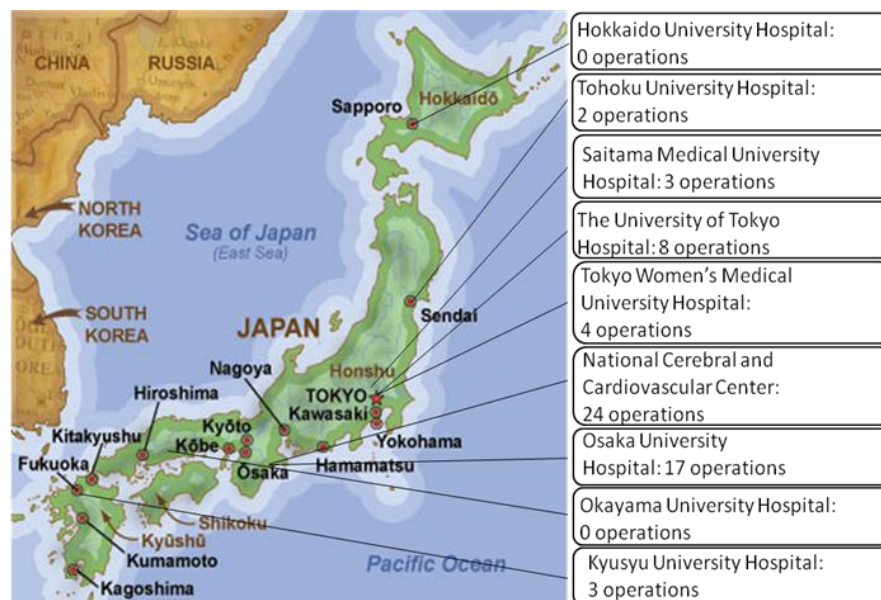 CHINA
RUSSIA
NORTH
KOREA
SOUTH
KOREA
Sea of Japan
(East Sea)
JAPAN
Sapporo
Hokkaidō
Sendai
Honshu
Nagoya
TOKYO
Kawasaki
Yokohama
Hiroshima
Kyōto
Kitakyushu
Kōbe
Hamamatsu
Fukuoka
Osaka
Shikoku
Kyūshū
Kumamoto
Kagoshima
Pacific Ocean
Hokkaido University Hospital:
0 operations
Tohoku University Hospital:
2 operations
Saitama Medical University
Hospital: 3 operations
The University of Tokyo
Hospital: 8 operations
Tokyo Women's Medical
University Hospital:
4 operations
National Cerebral and
Cardiovascular Center:
24 operations
Osaka University
Hospital: 17 operations
Okayama University Hospital:
0 operations
Kyusyu University Hospital:
3 operations